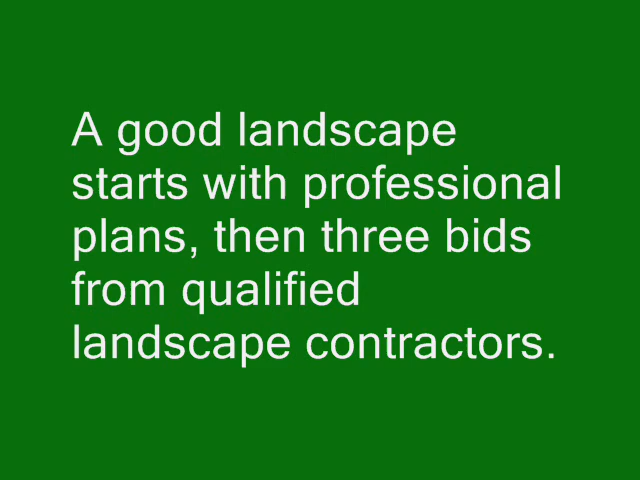 A good landscape
starts with professional
plans, then three bids
from qualified
landscape contractors.